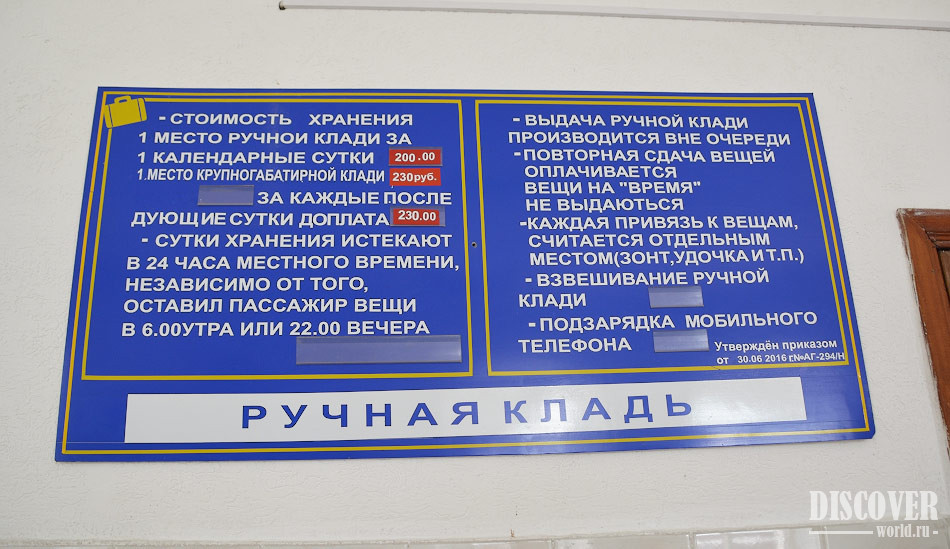 - СТОИМОСТЬ ХРАНЕНИЯ
1 МЕСТО РУЧНОИ КЛАДИ ЗА
1 КАЛЕНДАРНЫЕ СУТКИ 200.00
1.МЕСТО КРУПНОГАБАТИРНОЙ КЛАДИ 230руб.
ЗА КАЖДЫЕ ПОСЛЕ
ДУЮЩИЕ СУТКИ ДОПЛАТА 230.00
- СУТКИ ХРАНЕНИЯ ИСТЕКАЮТ
В 24 ЧАСА МЕСТНОГО ВРЕМЕНИ,
НЕЗАВИСИМО ОТ ТОГО,
ОСТАВИЛ ПАССАЖИР ВЕЩИ
В 6.00УТРА ИЛИ 22.00 ВЕЧЕРА
- ВЫДАЧА РУЧНОЙ КЛАДИ
ПРОИЗВОДИТСЯ ВНЕ ОЧЕРЕДИ
-ПОВТОРНАЯ СДАЧА ВЕЩЕЙ
ОПЛАЧИВАЕТСЯ
ВЕЩИ НА "ВРЕМЯ"
НЕ ВЫДАЮТЬСЯ
-КАЖДАЯ ПРИВЯЗЬ К ВЕЩАМ,
СЧИТАЕТСЯ ОТДЕЛЬНЫМ
МЕСТОМ(ЗОНТ,УДОЧКА И Т.П.)
- ВЗВЕШИВАНИЕ РУЧНОЙ
КЛАДИ
- ПОДЗАРЯДКА МОБИЛЬНОГО
ТЕЛЕФОНА
Утверждён приказом
от 30.06 2016 г.№АГ-294/Н
РУЧНАЯ КЛАДЬ
DISCOVER
world.ru